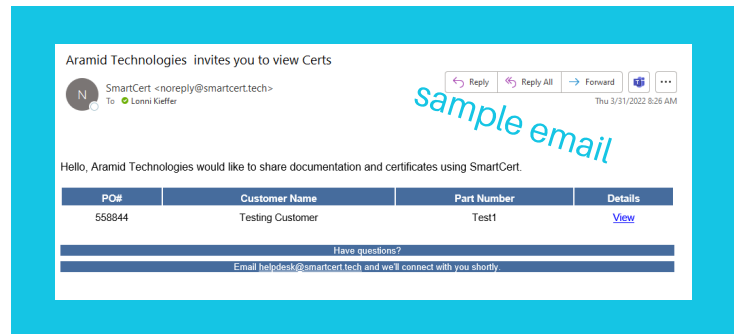 Aramid Technologies invites you to view Certs
N
SmartCert <noreply@smartcert.tech>
To Lonni Kieffer
Reply
Reply All
Forward
Thu 3/31/2022 8:26 AM
sample email
Hello, Aramid Technologies would like to share documentation and certificates using SmartCert.
PO# Customer Name Part Number Details
558844 Testing Customer Test1 View
Have questions?
Email helpdesk@smartcert.tech and we'll connect with you shortly.